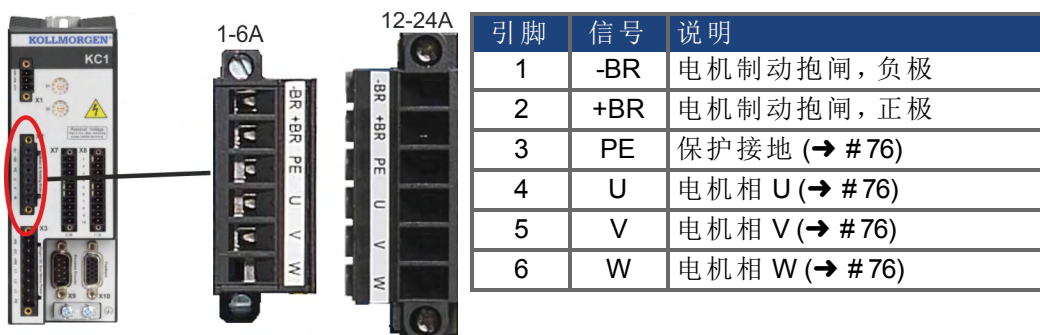 KOLLMORGEN
KC1
X1
X7 X8
X3
X9 X10
1-6A
-BR +BR PE U V W
12-24A
-BR +BR PE U V W
引脚 信号 说明
1 -BR 电机制动抱闸，负极
2 +BR 电机制动抱闸，正极
3 PE 保护接地 (➜ # 76)
4 U 电机相 U (➜ # 76)
5 V 电机相 V (➜ # 76)
6 W 电机相 W (➜ # 76)